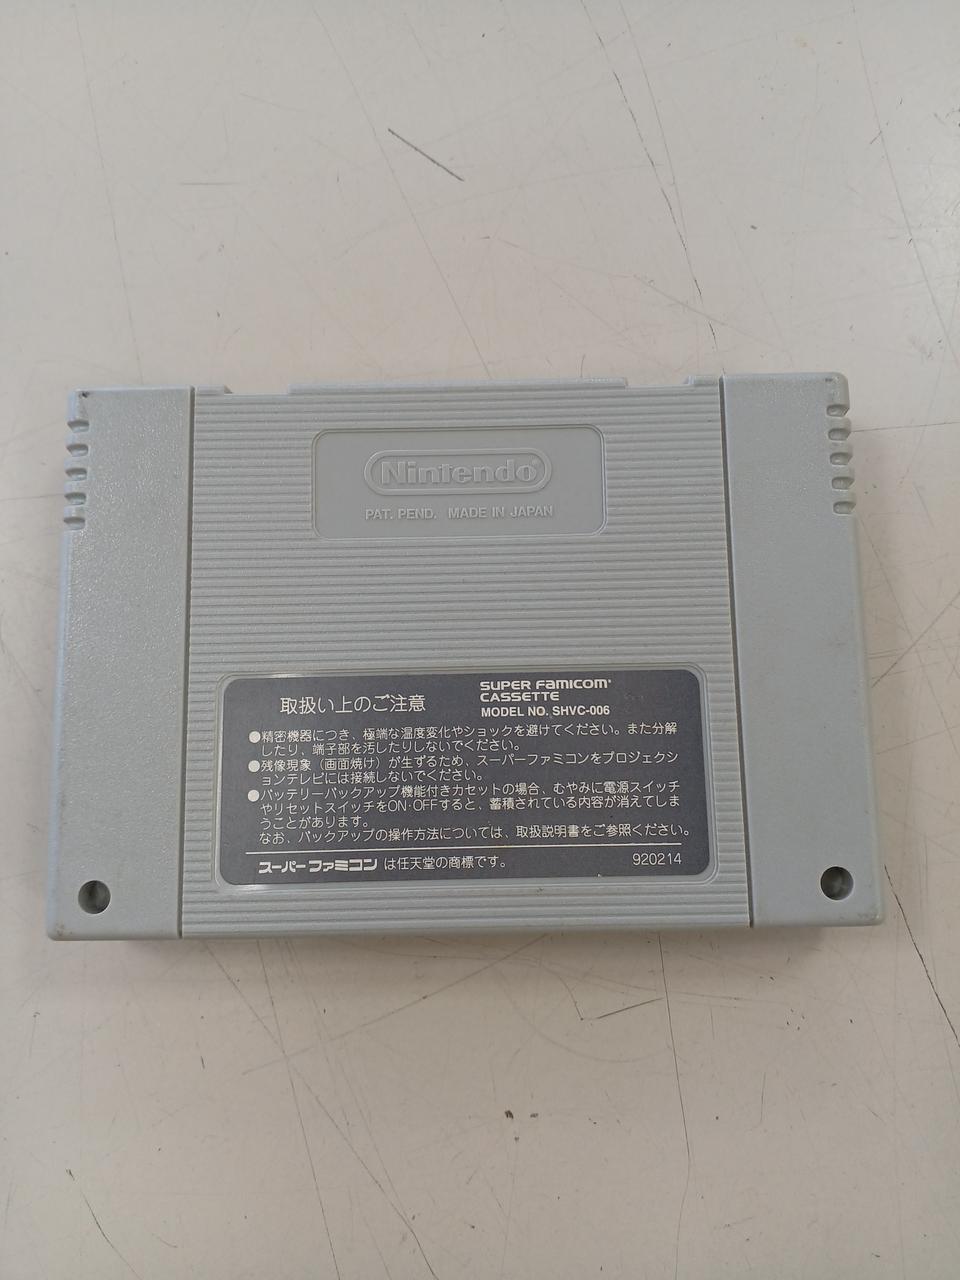 Nintendo®
PAT. PEND. MADE IN JAPAN
取扱い上のご注意
SUPER FAMICOM®
CASSETTE
MODEL NO. SHVC-006
●精密機器につき、極端な温度変化やショックを避けてください。また分解
したり、端子部を汚したりしないでください。
●残像現象(画面焼け)が生ずるため、スーパーファミコンをプロジェクシ
ョンテレビには接続しないでください。
●バッテリーバックアップ機能付きカセットの場合、むやみに電源スイッチ
やリセットスイッチをON·OFFすると、蓄積されている内容が消えてしま
うことがあります。
なお、バックアップの操作方法については、取扱説明書をご参照ください。
スーパーファミコン は任天堂の商標です。
920214